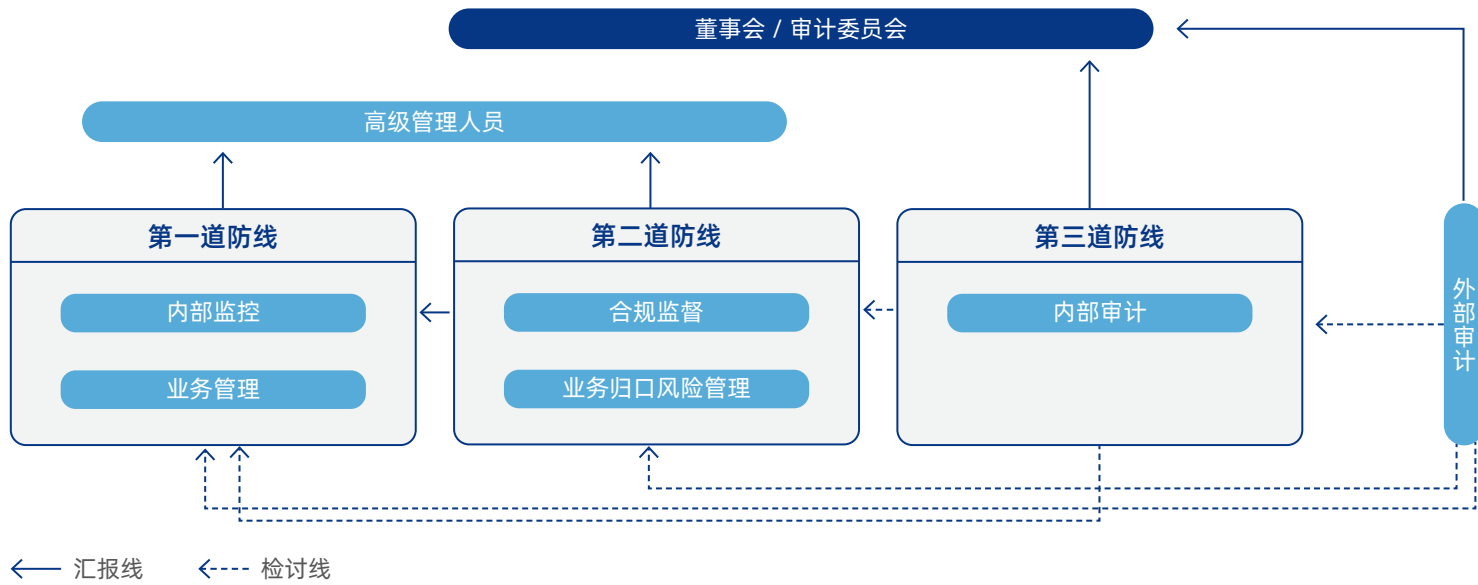 董事会 / 审计委员会
高级管理人员
第一道防线
内部监控
业务管理
第二道防线
合规监督
业务归口风险管理
第三道防线
内部审计
外部审计
汇报线
检讨线